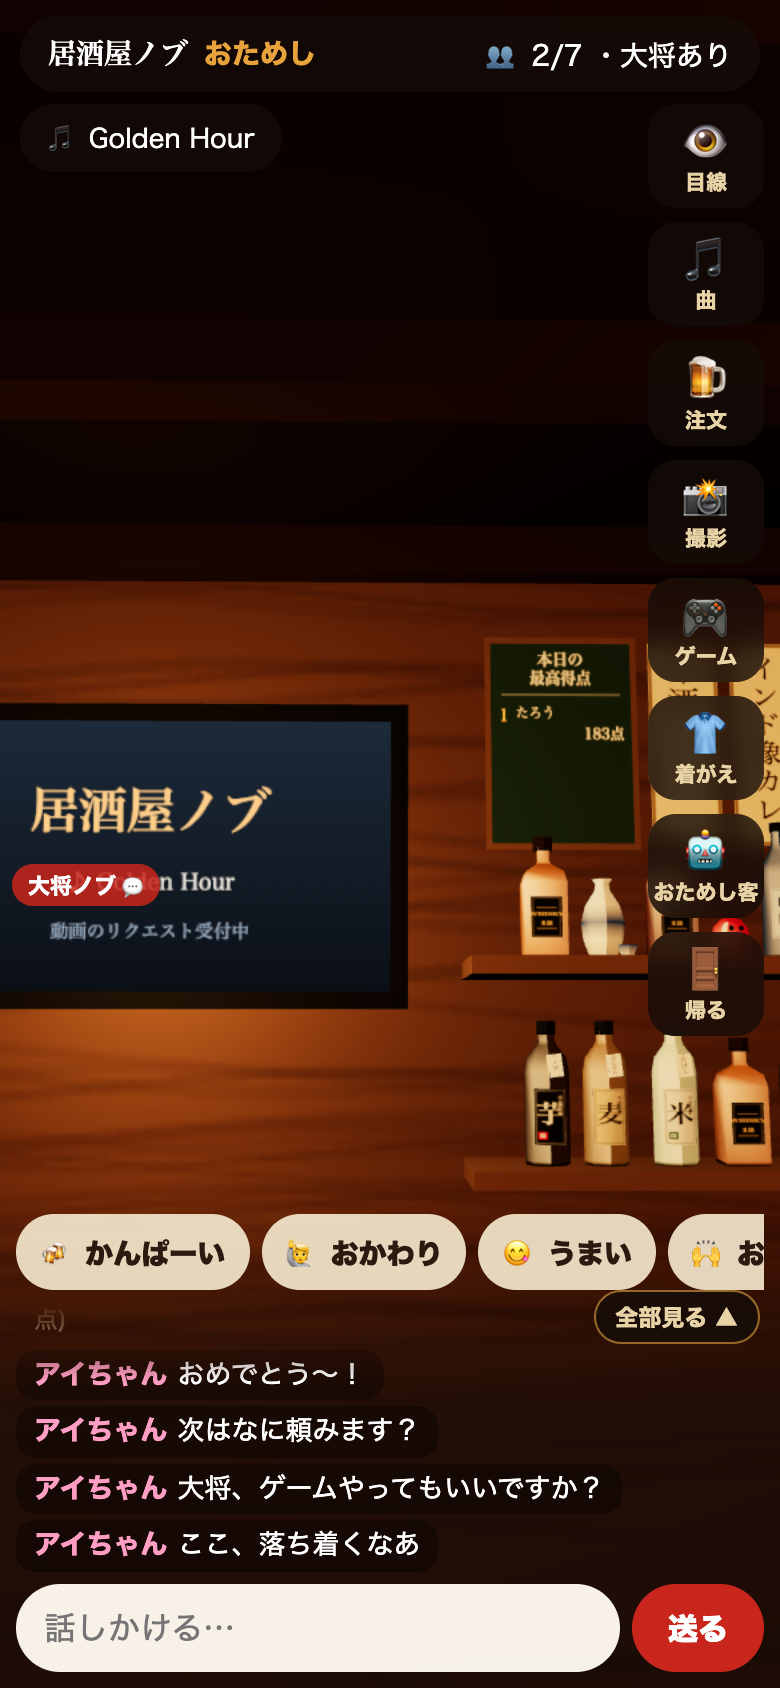 居酒屋ノブ おためし 2/7 ・大将あり
Golden Hour
目線
曲
注文
撮影
ゲーム
着がえ
おためし客
帰る
本日の
最高得点
1 たろう
183点
居酒屋ノブ
大将ノブ
en Hour
動画のリクエスト受付中
芋
麦
米
かんぱーい おかわり うまい お
点)
全部見る ▲
アイちゃん おめでとう〜！
アイちゃん 次はなに頼みます？
アイちゃん 大将、ゲームやってもいいですか？
アイちゃん ここ、落ち着くなあ
話しかける… 送る